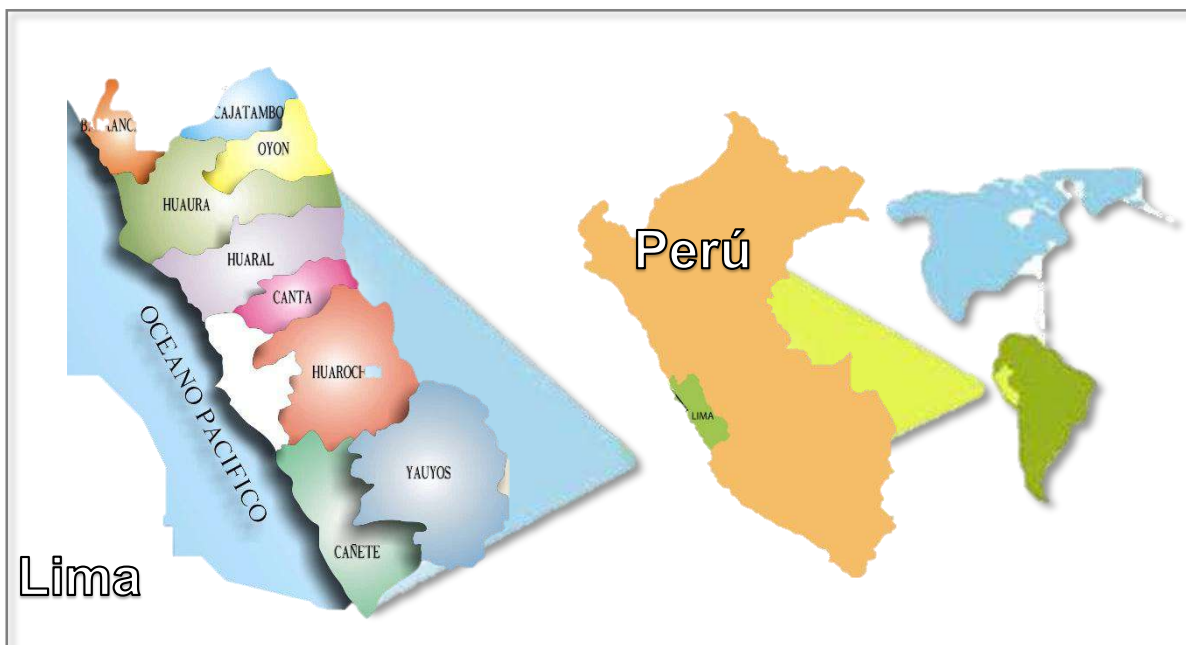 CAJATAMBO
OYON
HUAURA
HUARAL
CANTA
HUAROCH
YAUYOS
CAÑETE
OCEANO PACIFICO
Lima
Perú
LIMA